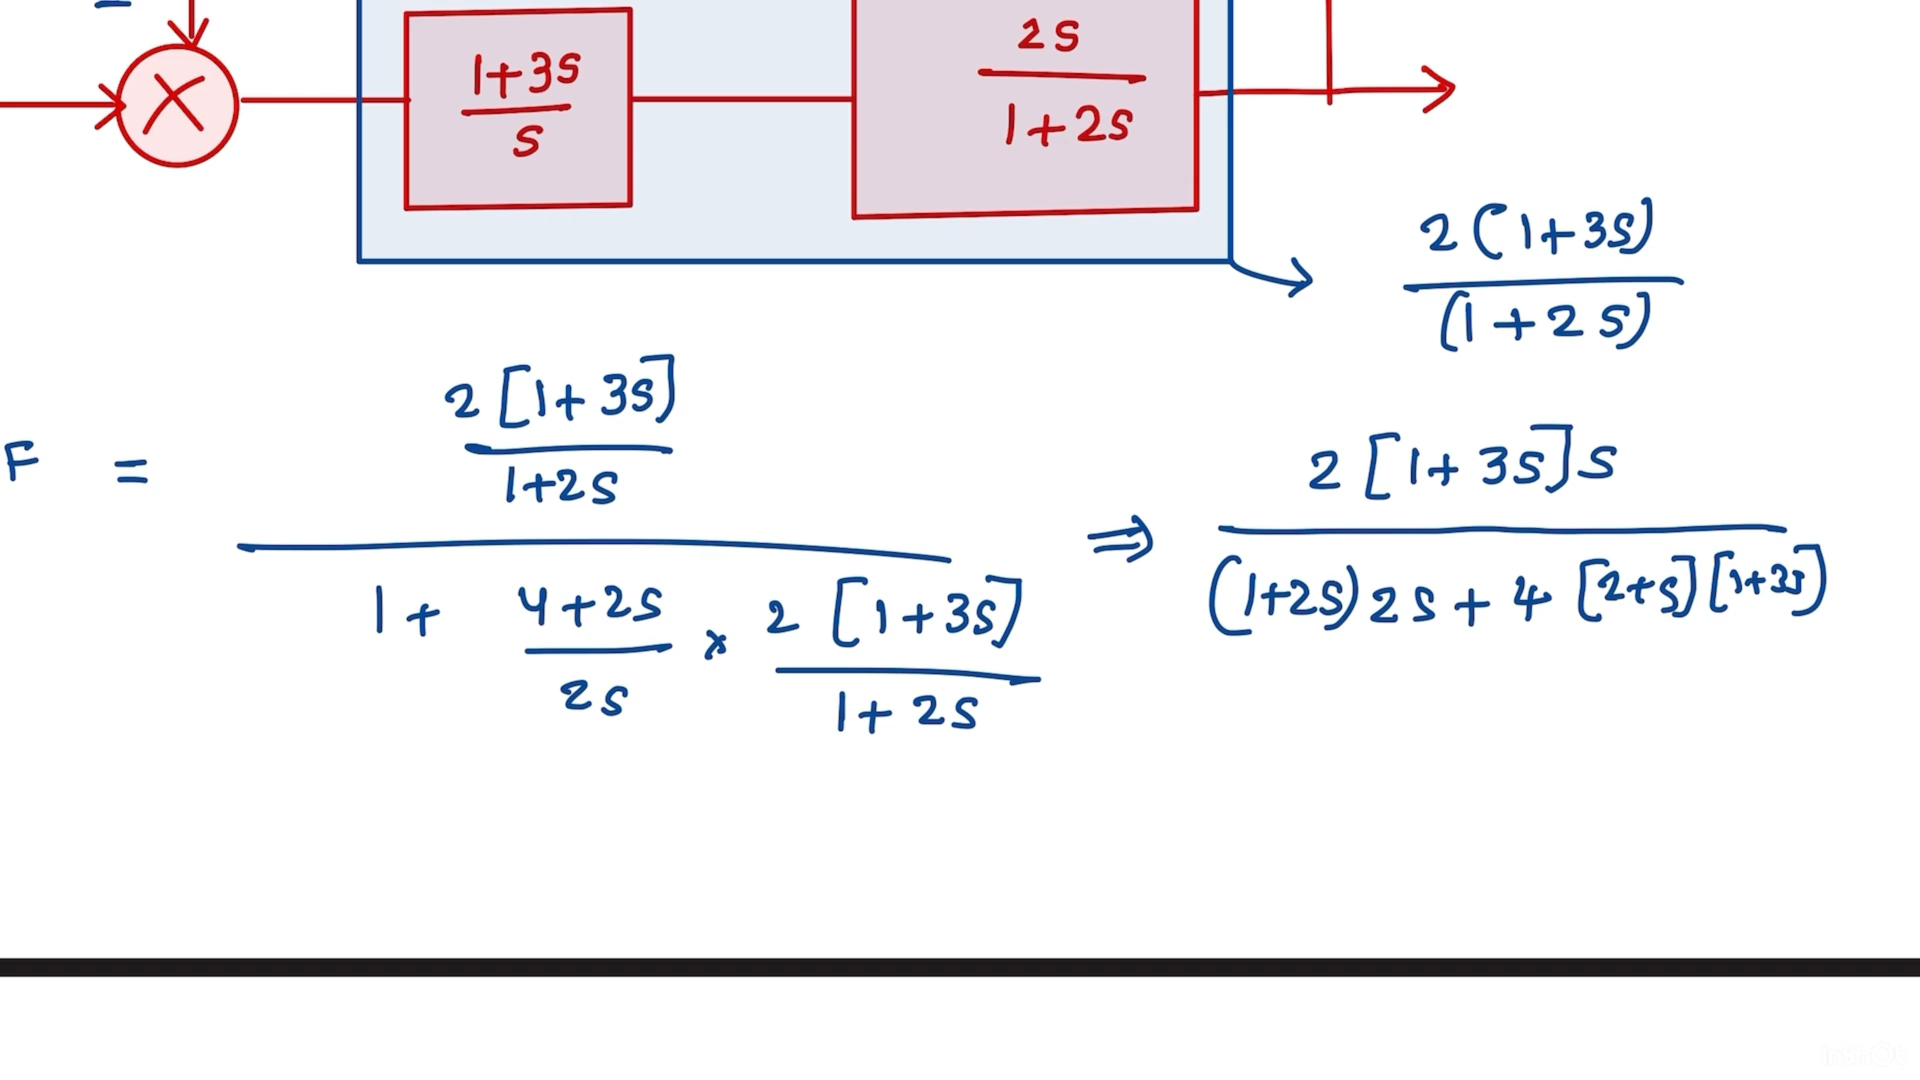 1+3s / s
2s / 1+2s
2(1+3s) / (1+2s)
F = (2[1+3s] / 1+2s) / (1 + 4+2s / 2s × 2[1+3s] / 1+2s) ⇒ 2[1+3s]s / (1+2s)2s + 4[2+s][1+3s]
InShOt